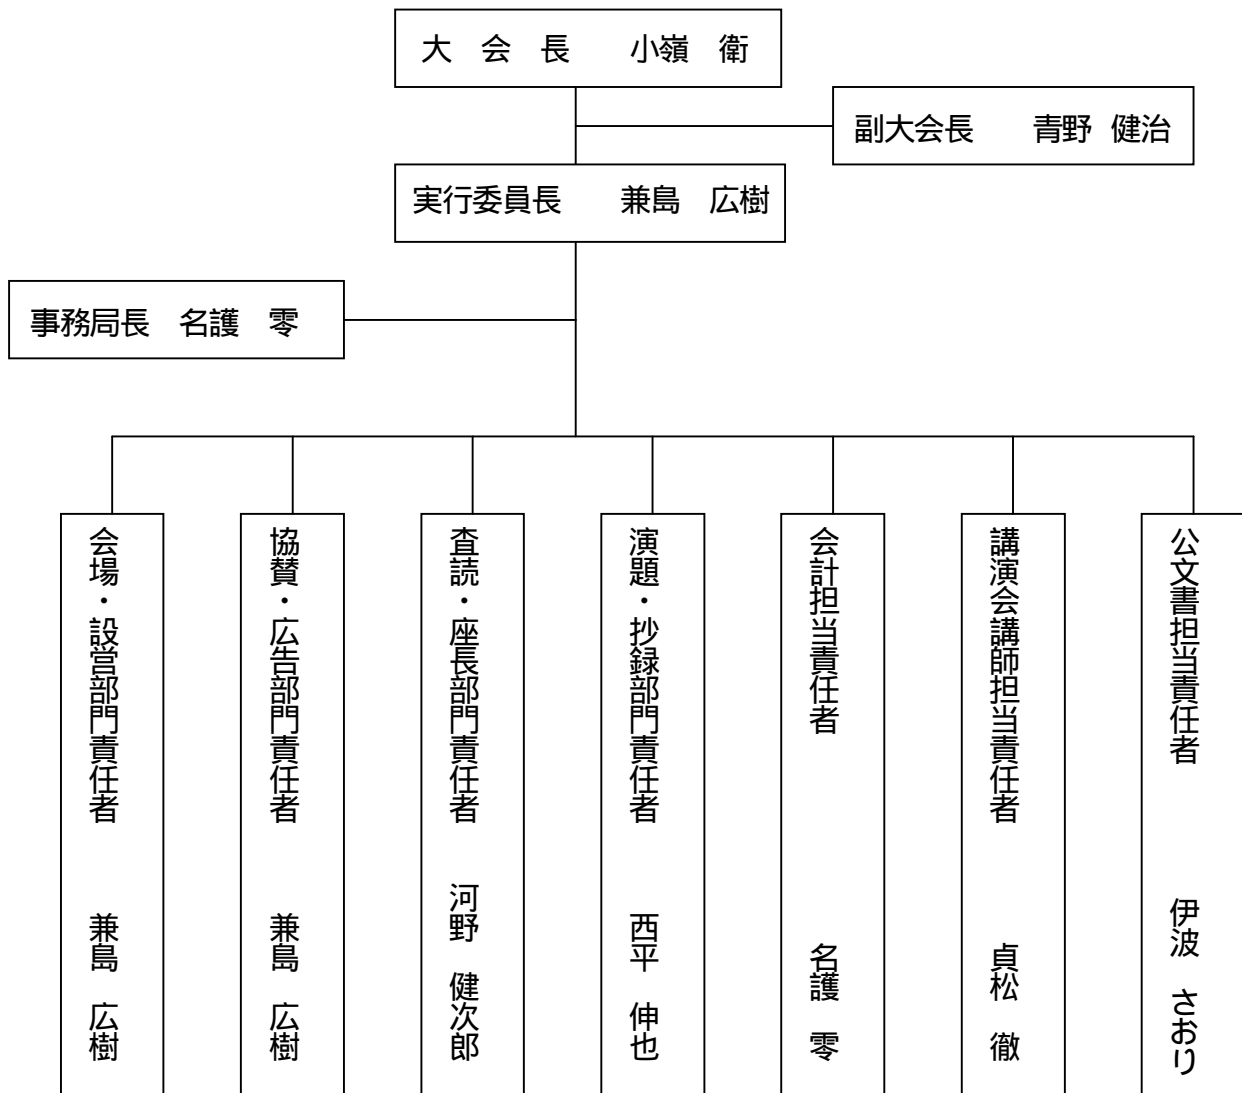 大　会　長　　小嶺　衛
副大会長　　青野 健治
実行委員長　　兼島　広樹
事務局長　名護　零
会場・設営部門責任者　　　兼島　広樹
協賛・広告部門責任者　　　兼島　広樹
査読・座長部門責任者　　河野　健次郎
演題・抄録部門責任者　　　西平　伸也
会計担当責任者　　　　　　　名護　零
講演会講師担当責任者　　　　貞松　徹
公文書担当責任者　　　　　伊波　さおり